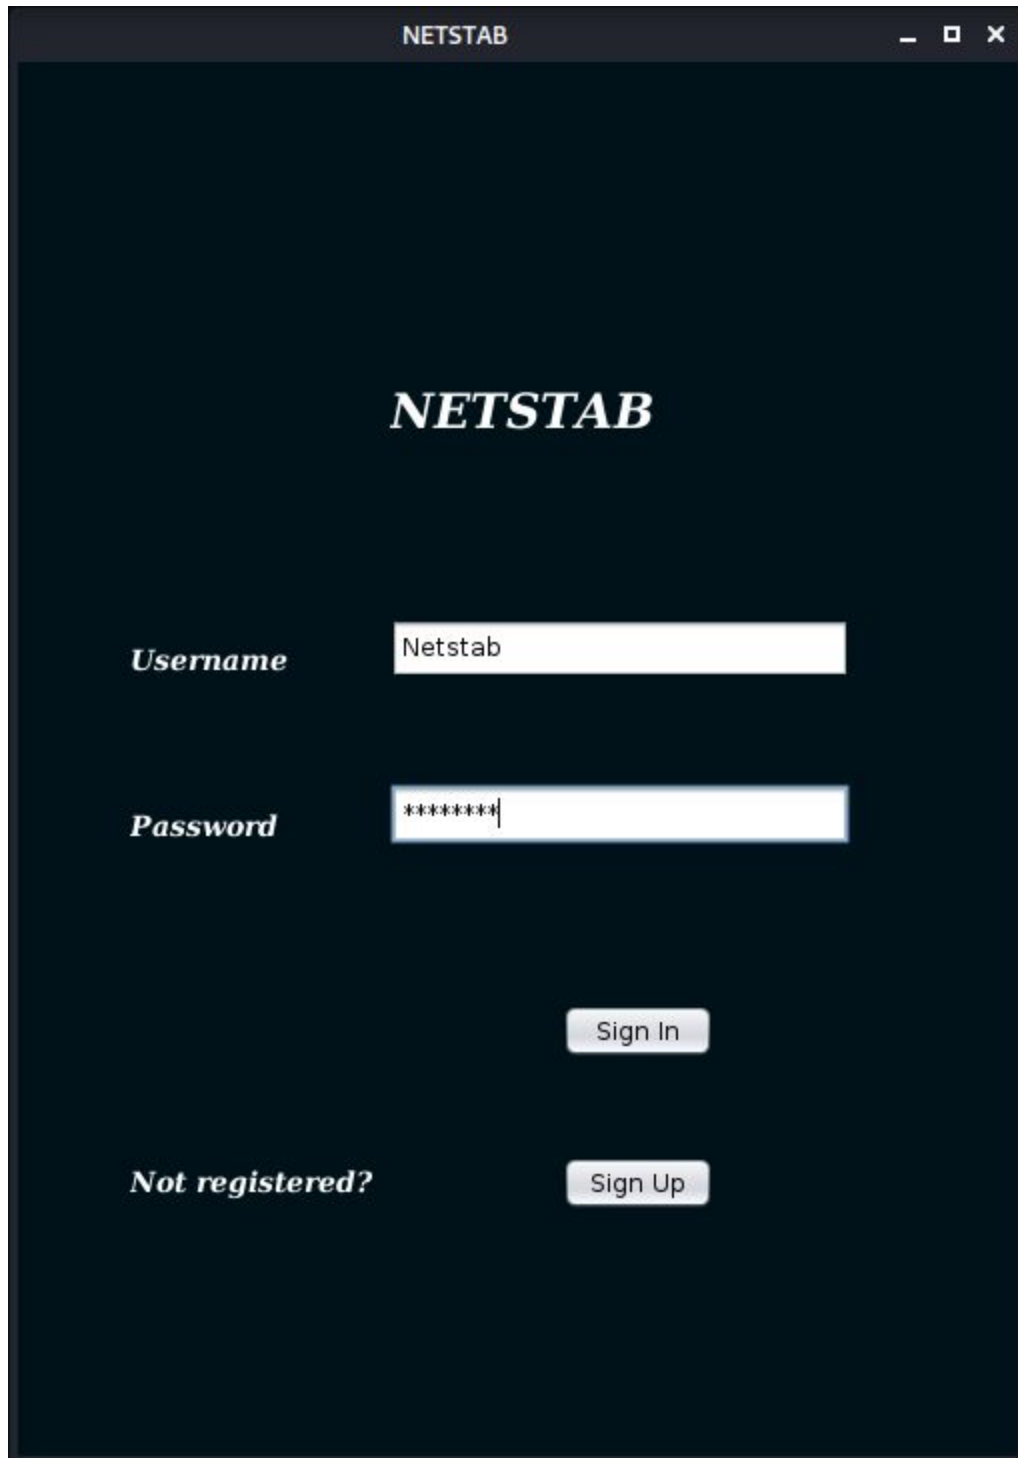 NETSTAB
NETSTAB
Username Netstab
Password ********
Sign In
Not registered? Sign Up